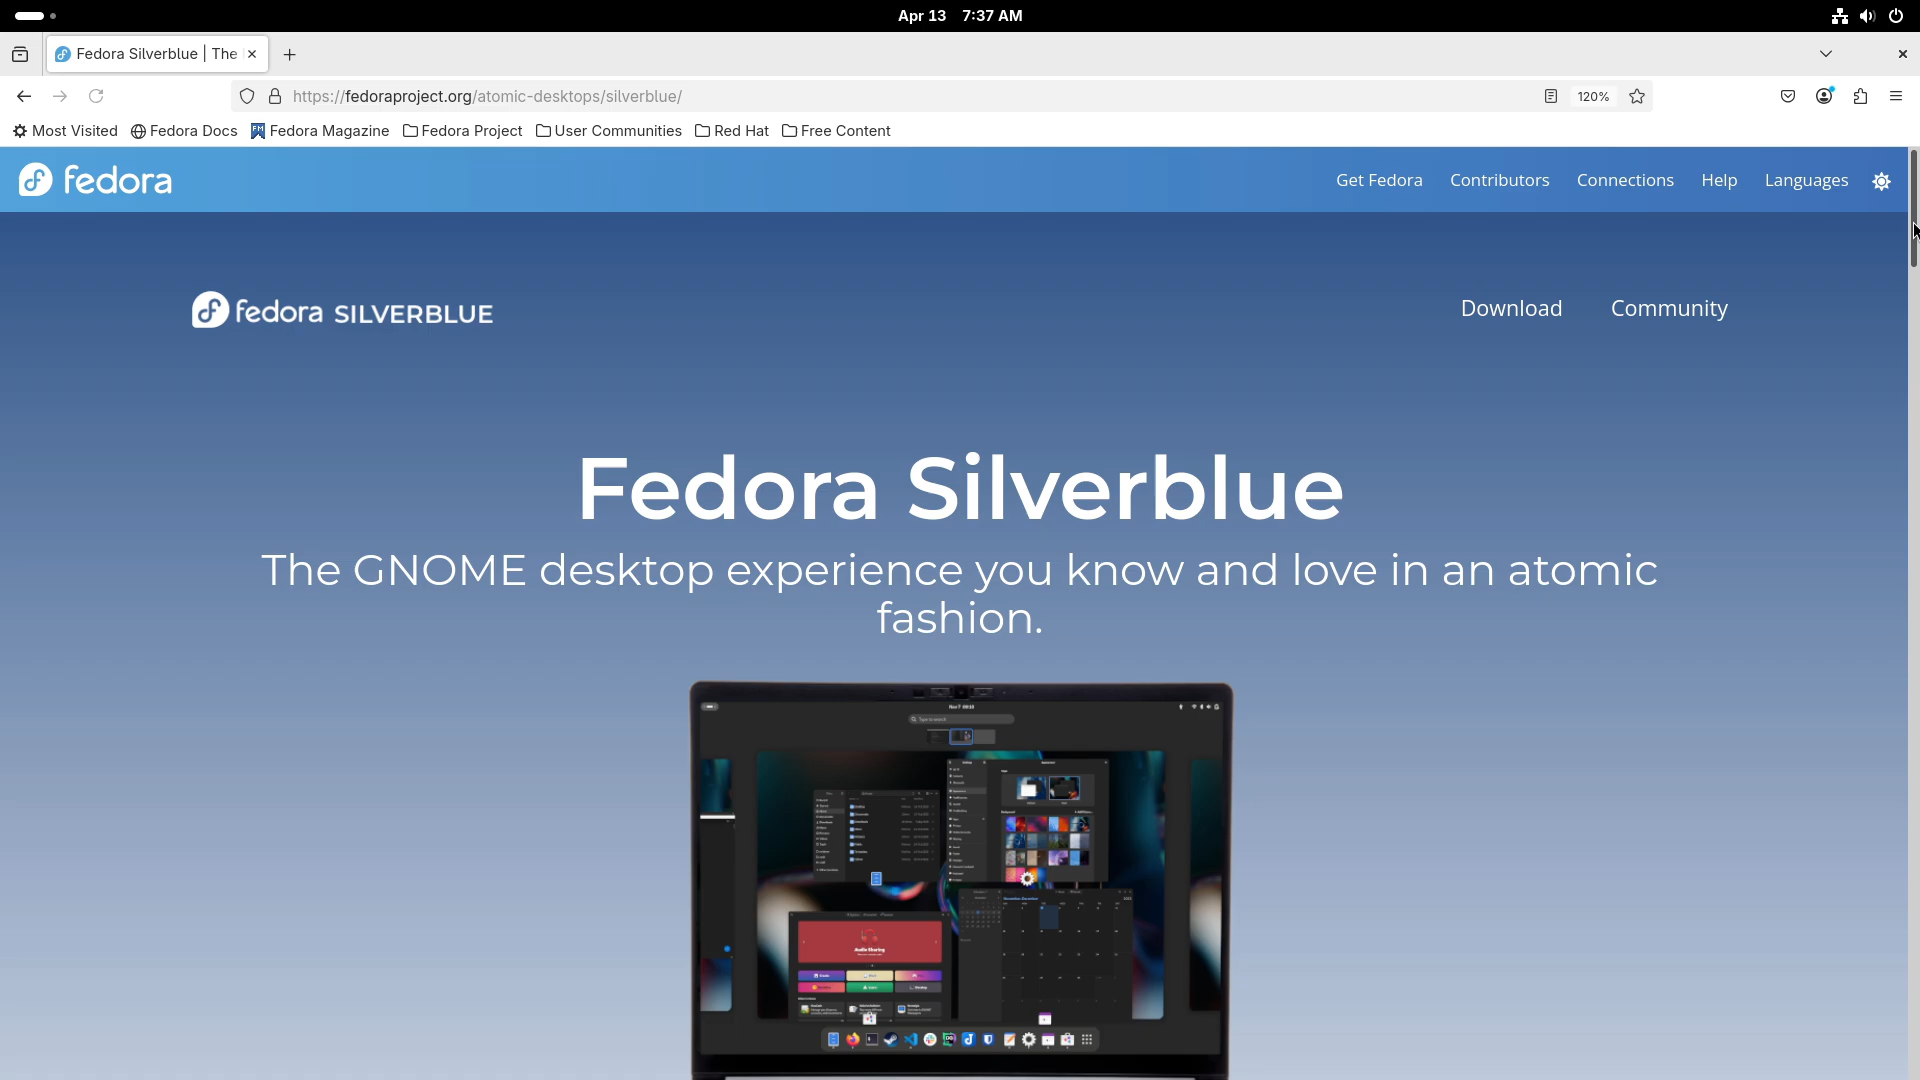 Apr 13 7:37 AM
Fedora Silverblue | The
https://fedoraproject.org/atomic-desktops/silverblue/
120%
Most Visited
Fedora Docs
Fedora Magazine
Fedora Project
User Communities
Red Hat
Free Content
fedora
Get Fedora
Contributors
Connections
Help
Languages
fedora SILVERBLUE
Download
Community
Fedora Silverblue
The GNOME desktop experience you know and love in an atomic
fashion.
Audio Sharing